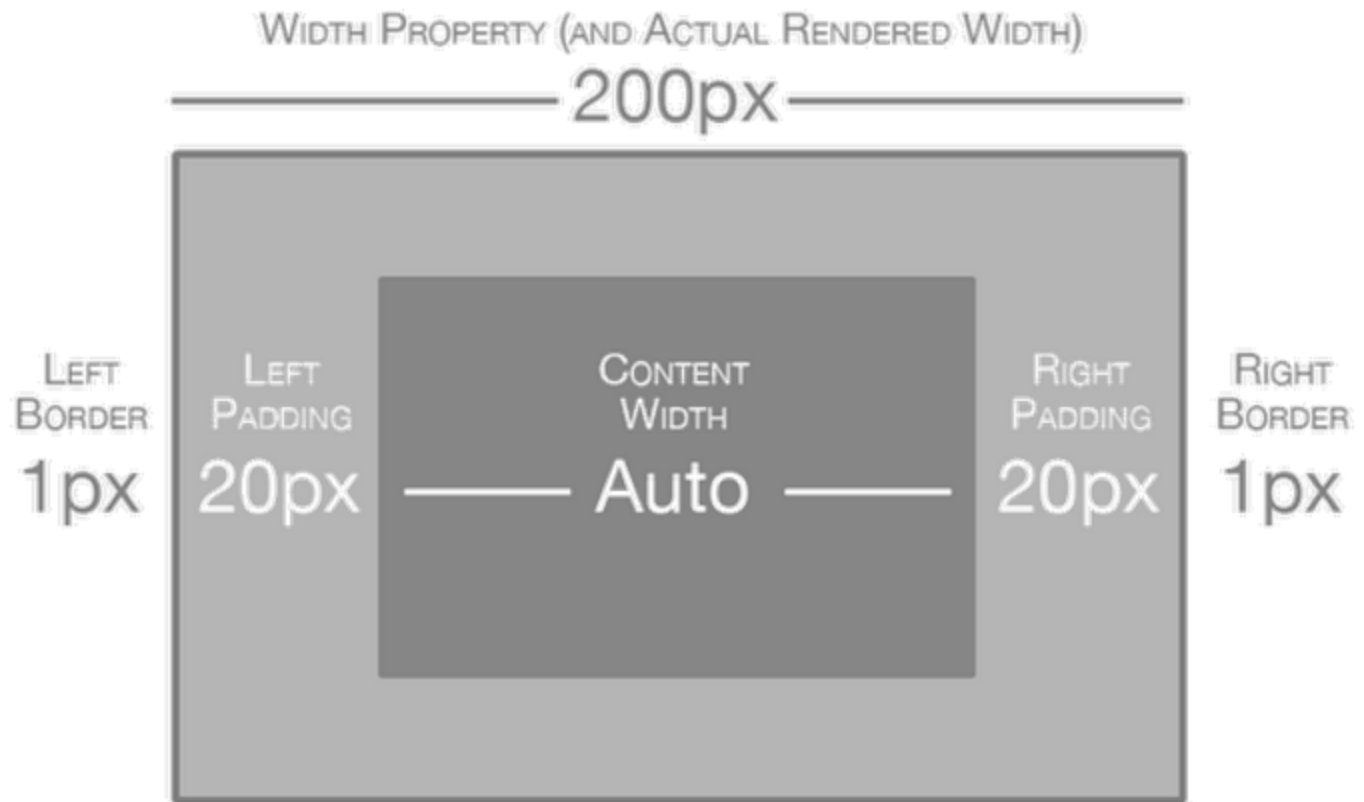 WIDTH PROPERTY (AND ACTUAL RENDERED WIDTH)
200px
LEFT
BORDER
1px
LEFT
PADDING
20px
CONTENT
WIDTH
Auto
RIGHT
PADDING
20px
RIGHT
BORDER
1px